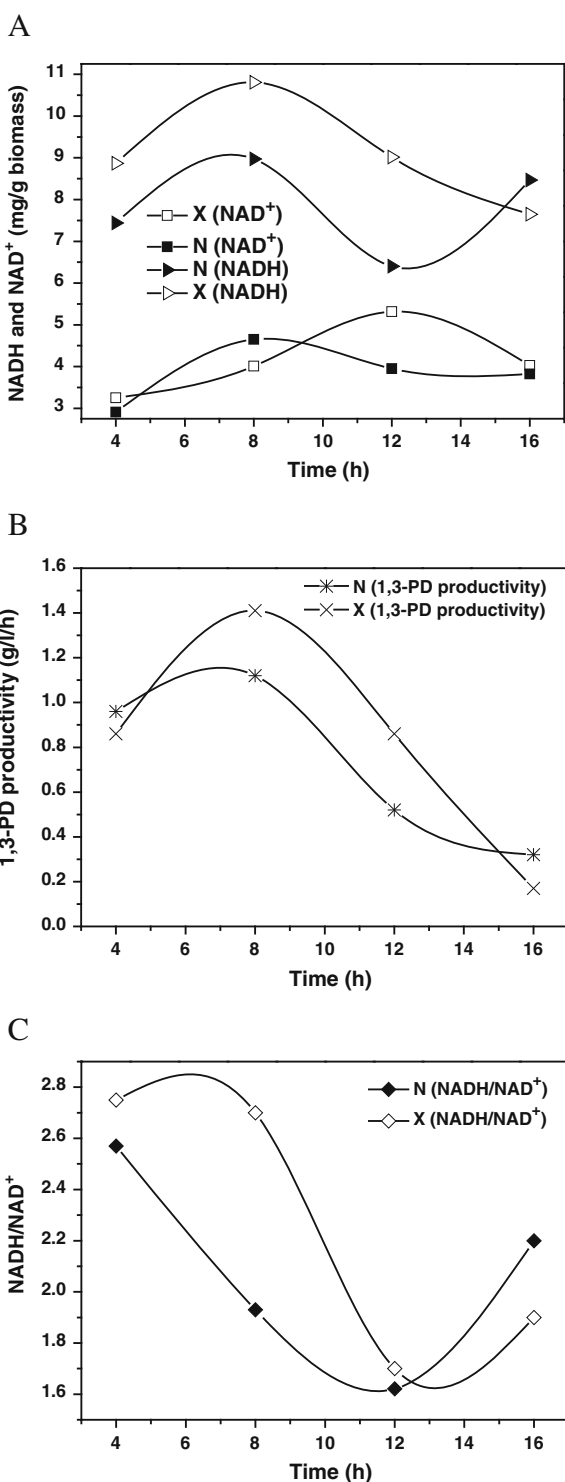 A
NADH and NAD⁺ (mg/g biomass)
11
10
9
8
7
6
5
4
3
X (NAD⁺)
N (NAD⁺)
N (NADH)
X (NADH)
4 6 8 10 12 14 16
Time (h)
B
1,3-PD productivity (g/l/h)
1.6
1.4
1.2
1.0
0.8
0.6
0.4
0.2
0.0
N (1,3-PD productivity)
X (1,3-PD productivity)
4 6 8 10 12 14 16
Time (h)
C
NADH/NAD⁺
2.8
2.6
2.4
2.2
2.0
1.8
1.6
N (NADH/NAD⁺)
X (NADH/NAD⁺)
4 6 8 10 12 14 16
Time (h)